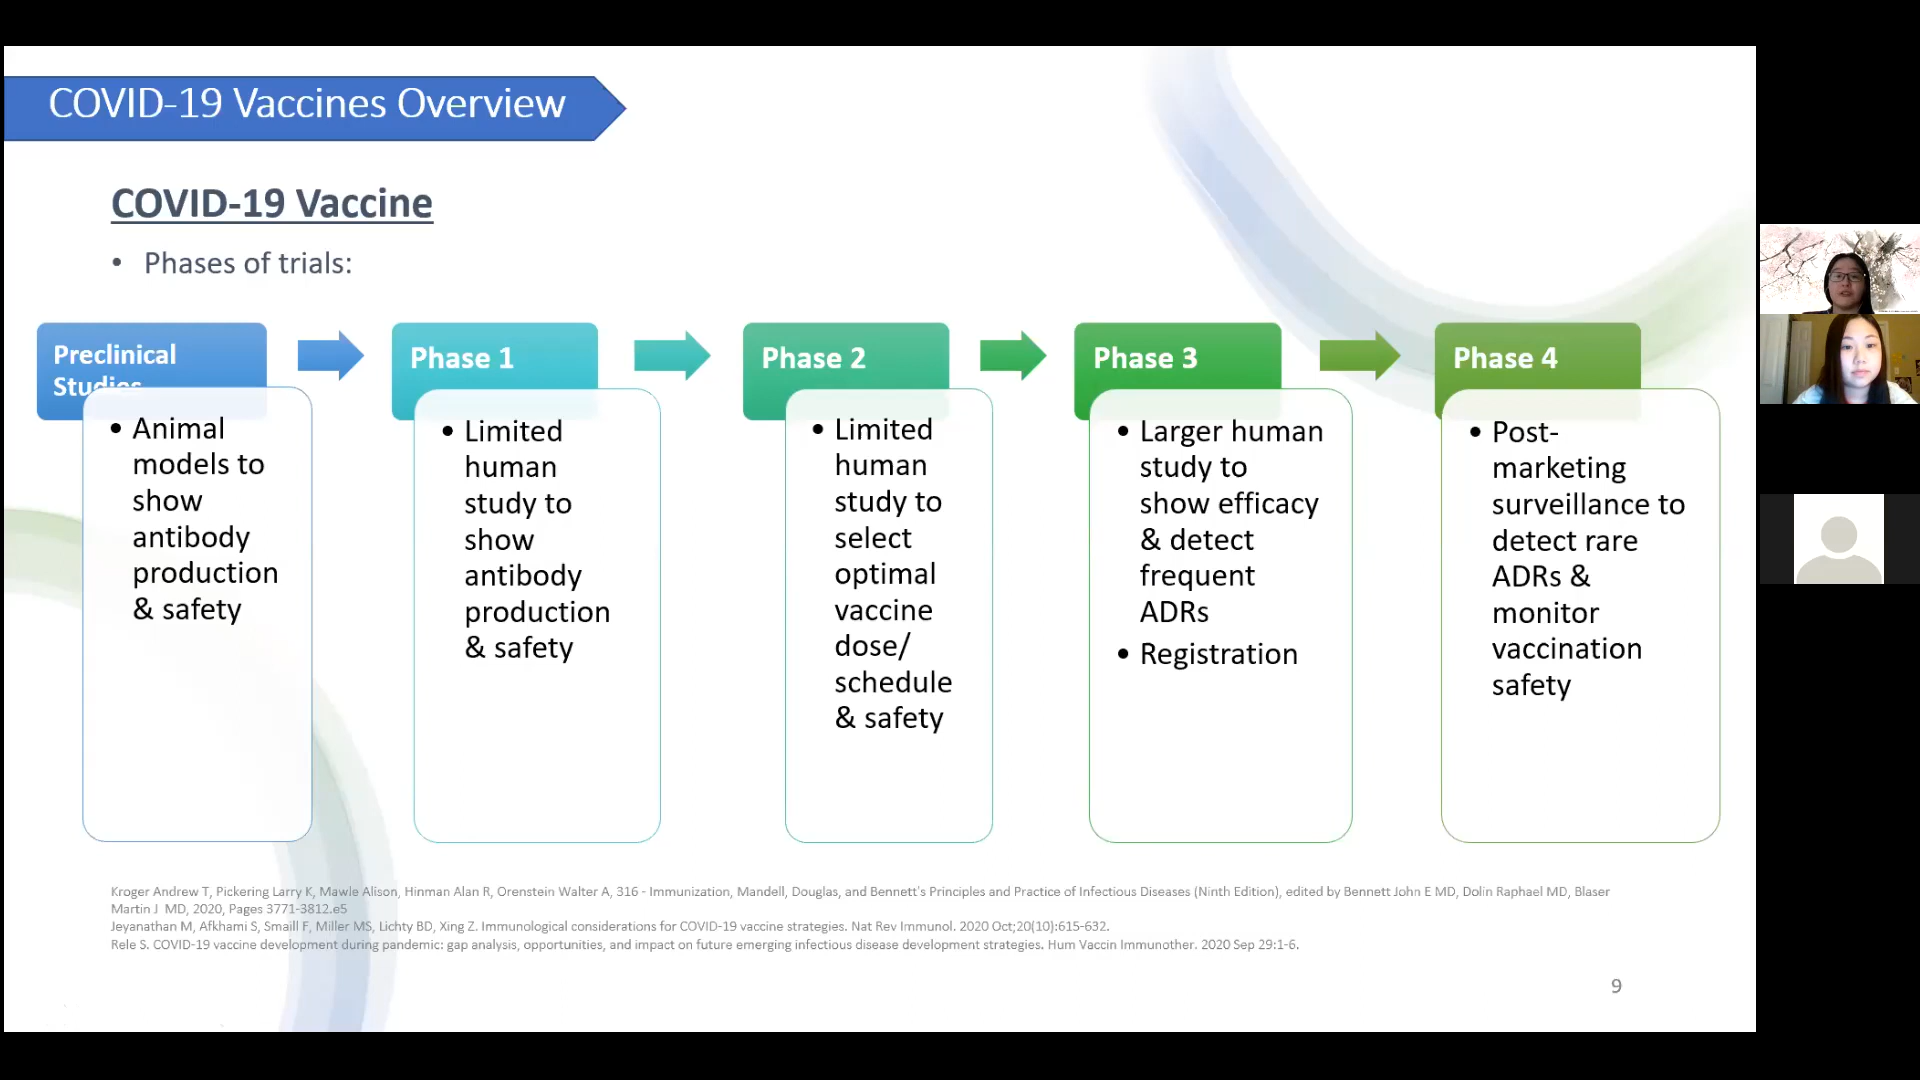 COVID-19 Vaccines Overview
COVID-19 Vaccine
• Phases of trials:
Preclinical
Studies
• Animal
models to
show
antibody
production
& safety
Phase 1
• Limited
human
study to
show
antibody
production
& safety
Phase 2
• Limited
human
study to
select
optimal
vaccine
dose/
schedule
& safety
Phase 3
• Larger human
study to
show efficacy
& detect
frequent
ADRs
• Registration
Phase 4
• Post-
marketing
surveillance to
detect rare
ADRs &
monitor
vaccination
safety
Kroger Andrew T, Pickering Larry K, Mawle Alison, Hinman Alan R, Orenstein Walter A, 316 - Immunization, Mandell, Douglas, and Bennett's Principles and Practice of Infectious Diseases (Ninth Edition), edited by Bennett John E MD, Dolin Raphael MD, Blaser
Martin J MD, 2020, Pages 3771-3812.e5
Jeyanathan M, Afkhami S, Smaill F, Miller MS, Lichty BD, Xing Z. Immunological considerations for COVID-19 vaccine strategies. Nat Rev Immunol. 2020 Oct;20(10):615-632.
Rele S. COVID-19 vaccine development during pandemic: gap analysis, opportunities, and impact on future emerging infectious disease development strategies. Hum Vaccin Immunother. 2020 Sep 29:1-6.
9